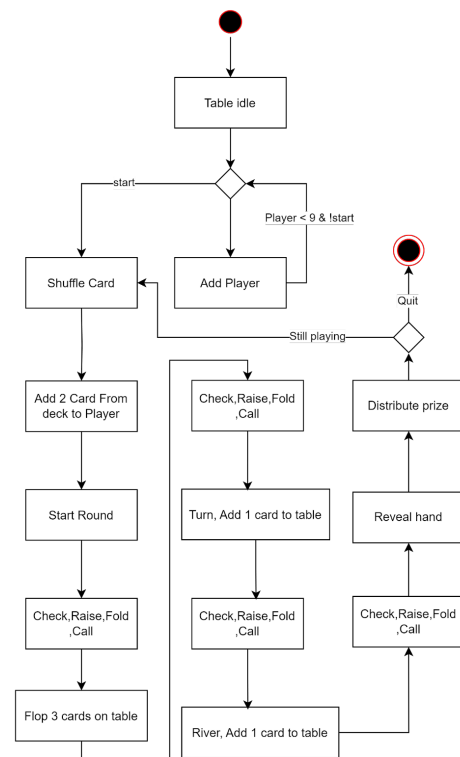 Table idle
start
Player < 9 & !start
Shuffle Card
Add Player
Quit
Still playing
Add 2 Card From
deck to Player
Check,Raise,Fold
,Call
Distribute prize
Start Round
Turn, Add 1 card to table
Reveal hand
Check,Raise,Fold
,Call
Check,Raise,Fold
,Call
Check,Raise,Fold
,Call
Flop 3 cards on table
River, Add 1 card to table